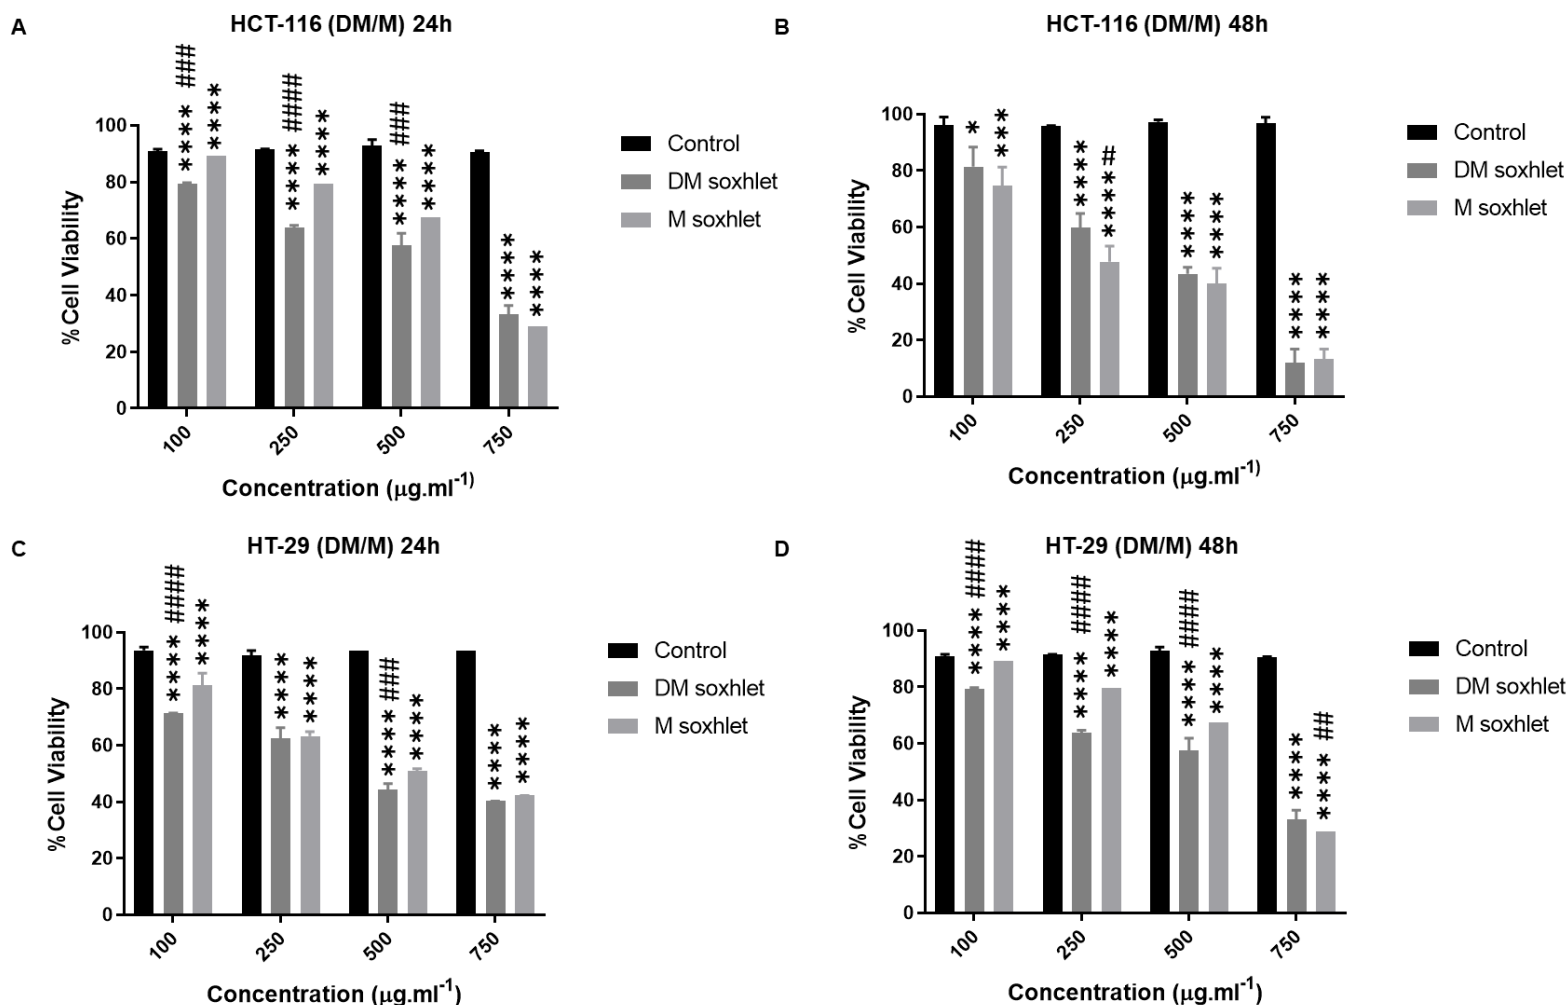 A
HCT-116 (DM/M) 24h
**** ###
****
**** ####
****
**** ###
****
****
****
% Cell Viability
100
80
60
40
20
0
100
250
500
750
Concentration (µg.ml-1)
Control
DM soxhlet
M soxhlet
B
HCT-116 (DM/M) 48h
*
***
****
****#
****
****
****
****
% Cell Viability
100
80
60
40
20
0
100
250
500
750
Concentration (µg.ml-1)
Control
DM soxhlet
M soxhlet
C
HT-29 (DM/M) 24h
**** ####
****
****
****
**** ###
****
****
****
% Cell Viability
100
80
60
40
20
0
100
250
500
750
Concentration (µg.ml-1)
Control
DM soxhlet
M soxhlet
D
HT-29 (DM/M) 48h
**** ####
****
**** ####
****
**** ####
****
****
**** ##
% Cell Viability
100
80
60
40
20
0
100
250
500
750
Concentration (µg.ml-1)
Control
DM soxhlet
M soxhlet